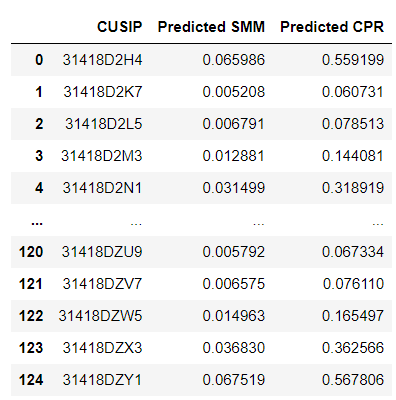 CUSIP Predicted SMM Predicted CPR
0 31418D2H4 0.065986 0.559199
1 31418D2K7 0.005208 0.060731
2 31418D2L5 0.006791 0.078513
3 31418D2M3 0.012881 0.144081
4 31418D2N1 0.031499 0.318919
... ... ... ...
120 31418DZU9 0.005792 0.067334
121 31418DZV7 0.006575 0.076110
122 31418DZW5 0.014963 0.165497
123 31418DZX3 0.036830 0.362566
124 31418DZY1 0.067519 0.567806